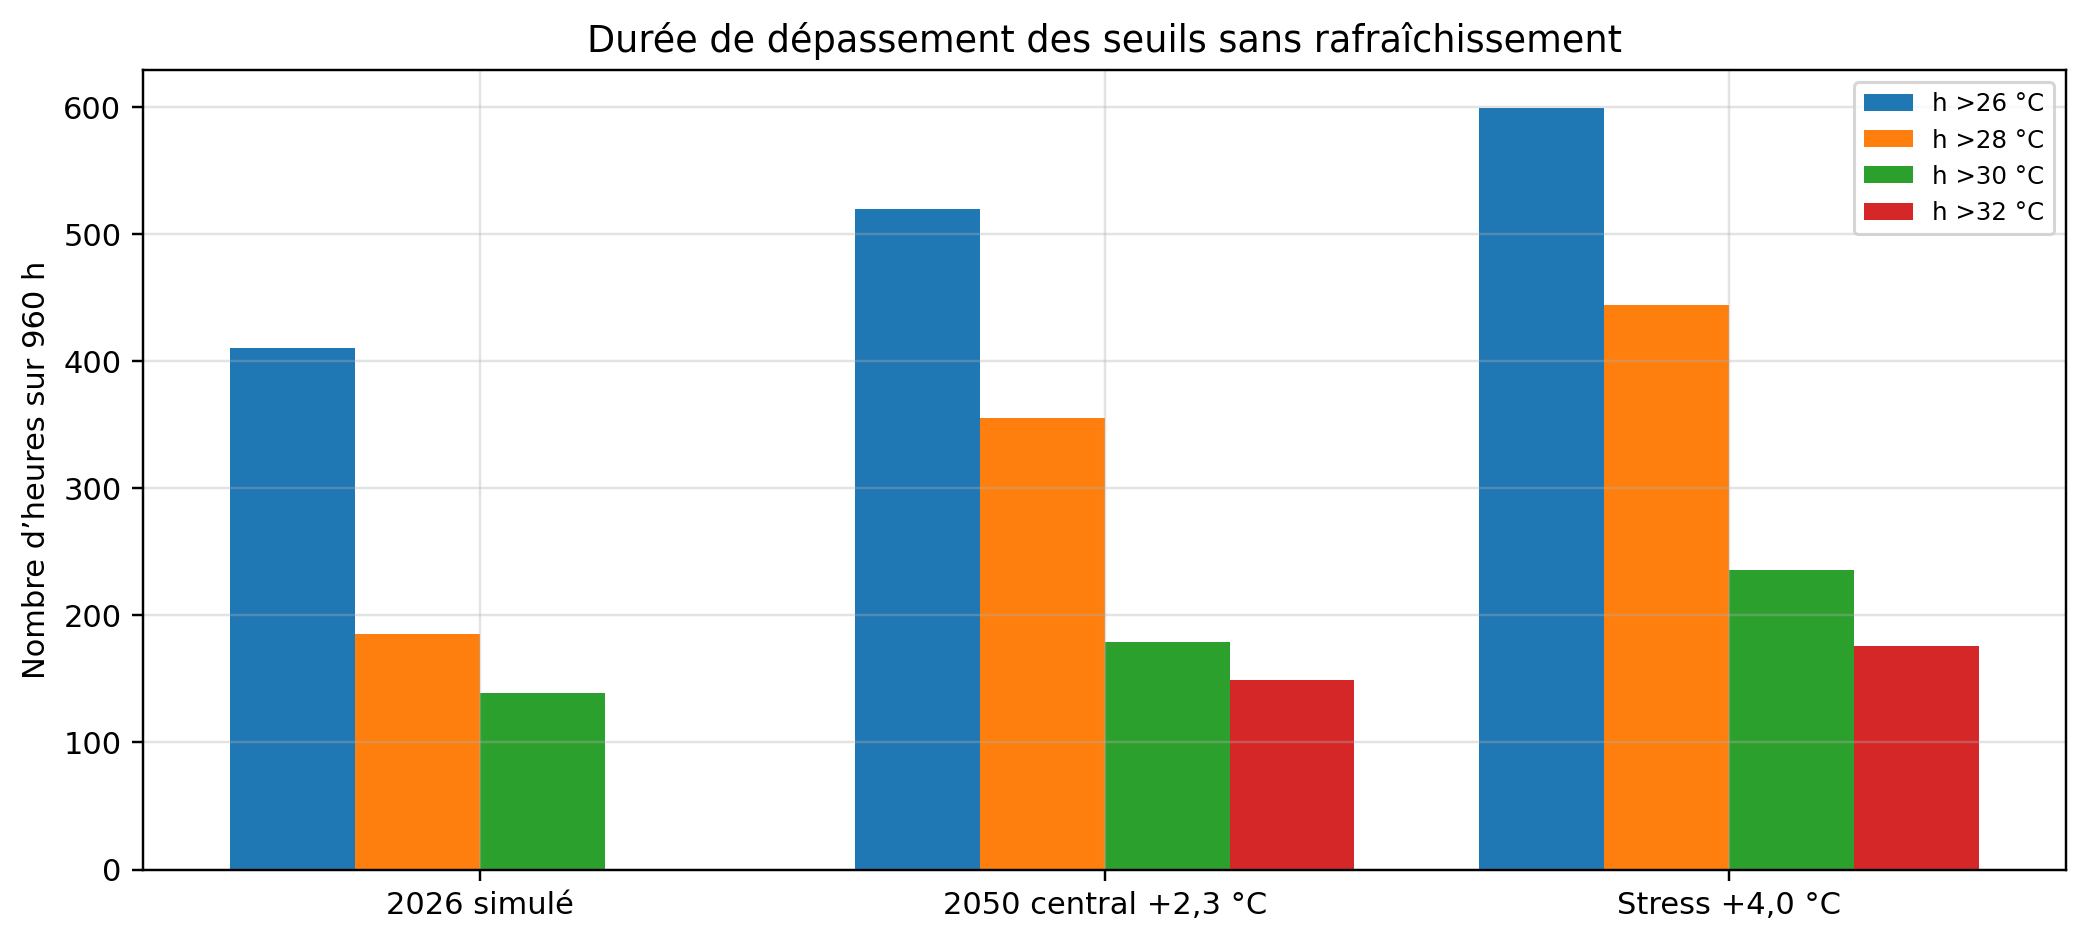 Durée de dépassement des seuils sans rafraîchissement
Nombre d’heures sur 960 h
600
500
400
300
200
100
0
h >26 °C
h >28 °C
h >30 °C
h >32 °C
2026 simulé
2050 central +2,3 °C
Stress +4,0 °C